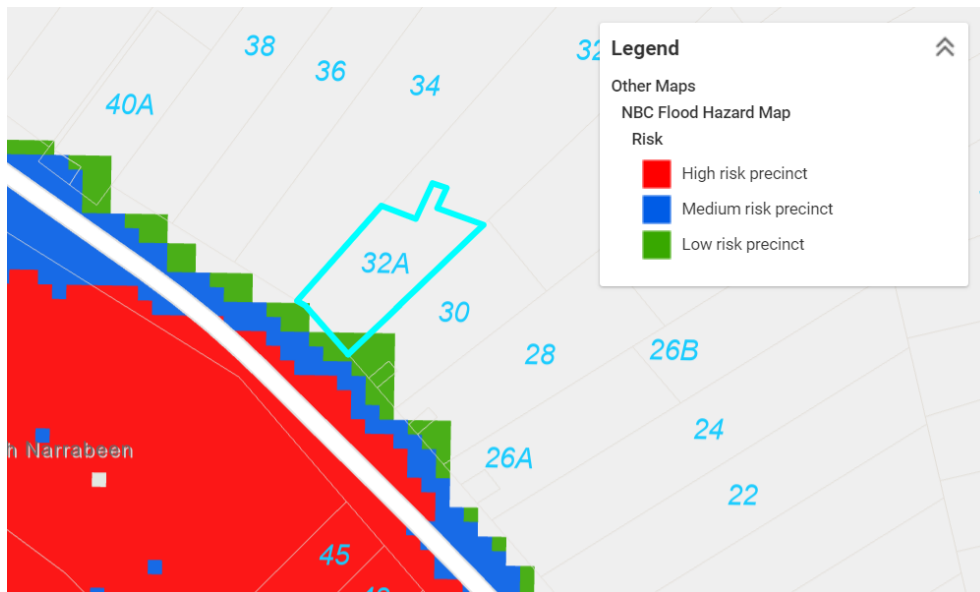 38
36
34
32
40A
32A
30
28
26B
24
26A
22
h Narrabeen
45
Legend
Other Maps
NBC Flood Hazard Map
Risk
High risk precinct
Medium risk precinct
Low risk precinct